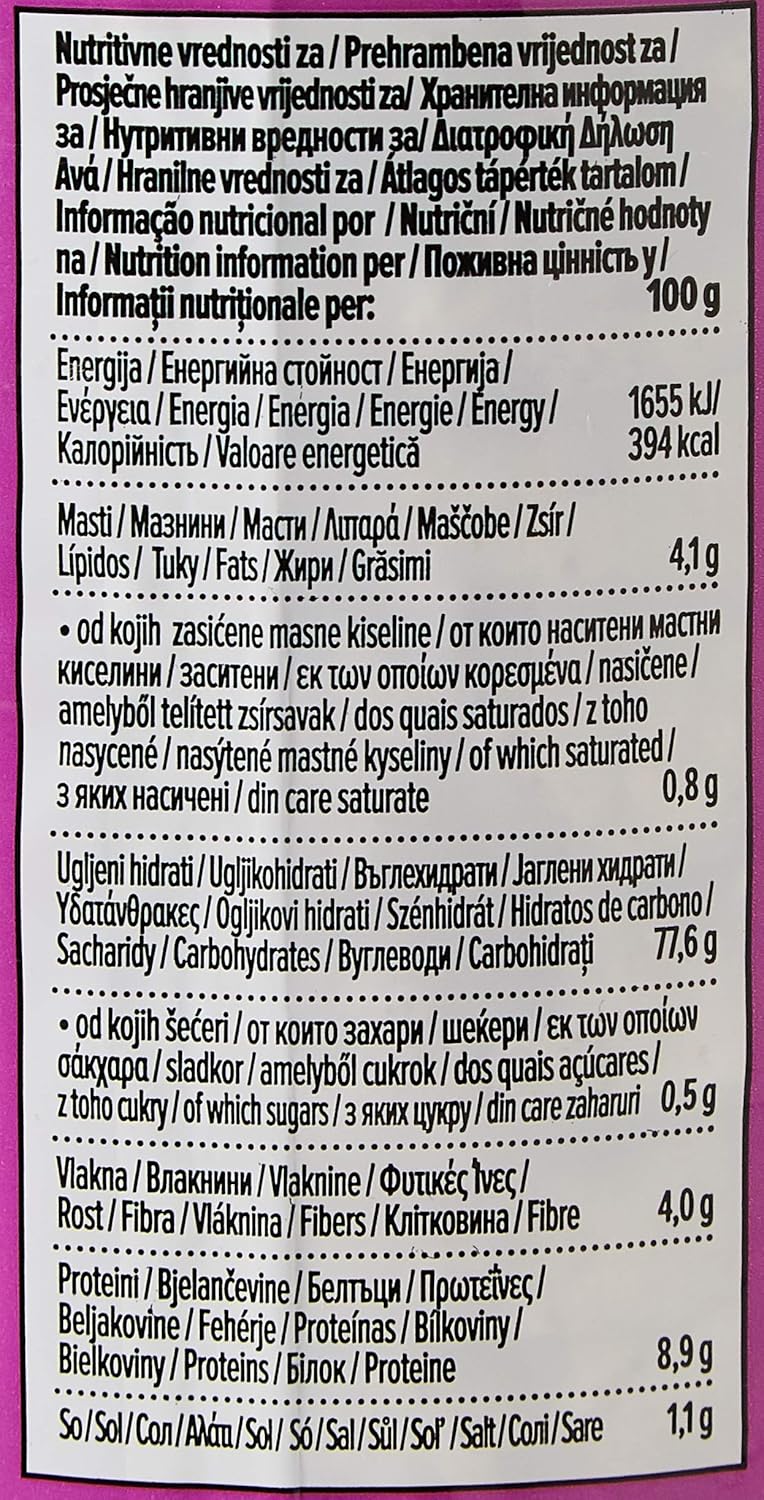 Nutritivne vrednosti za / Prehrambena vrijednost za /
Prosječne hranjive vrijednosti za/ Хранителна информация
за / Нутритивни вредности за/ Διατροφική Δήλωση
Ανά / Hranilne vrednosti za / Átlagos tápérték tartalom /
Informação nutricional por / Nutriční / Nutričné hodnoty
na / Nutrition information per / Поживна цінність у /
Informații nutriționale per: 100 g
Energija / Енергийна стойност / Енергија /
Ενέργεια / Energia / Energia / Energie / Energy / 1655 kJ/
Калорійність / Valoare energetică 394 kcal
Masti / Мазнини / Масти / Λιπαρά / Maščobe / Zsír /
Lípidos / Tuky / Fats / Жири / Grăsimi 4,1 g
• od kojih zasićene masne kiseline / от които наситени мастни
киселини / заситени / εκ των οποίων κορεσμένα / nasičene /
amelyből telített zsírsavak / dos quais saturados / z toho
nasycené / nasýtené mastné kyseliny / of which saturated /
з яких насичені / din care saturate 0,8 g
Ugljeni hidrati / Ugljikohidrati / Въглехидрати / Јаглени хидрати /
Υδατάνθρακες / Ogljikovi hidrati / Szénhidrát / Hidratos de carbono /
Sacharidy / Carbohydrates / Вуглеводи / Carbohidrați 77,6 g
• od kojih šećeri / от които захари / шеќери / εκ των οποίων
σάκχαρα / sladkor / amelyből cukrok / dos quais açúcares /
z toho cukry / of which sugars / з яких цукру / din care zaharuri 0,5 g
Vlakna / Влакнини / Vlaknine / Φυτικές Ίνες /
Rost / Fibra / Vláknina / Fibers / Клітковина / Fibre 4,0 g
Proteini / Bjelančevine / Белтъци / Πρωτεΐνες /
Beljakovine / Fehérje / Proteínas / Bílkoviny /
Bielkoviny / Proteins / Білок / Proteine 8,9 g
So / Sol / Сол / Αλάτι / Sol / Só / Sal / Sůl / Soľ / Salt / Солі / Sare 1,1 g